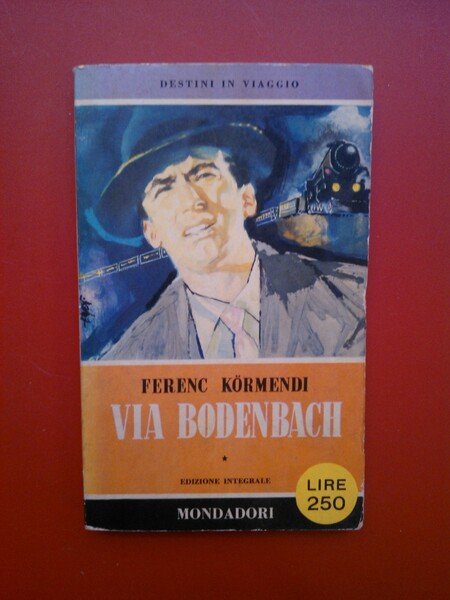 DESTINI IN VIAGGIO
FERENC KÖRMENDI
VIA BODENBACH
★
EDIZIONE INTEGRALE
LIRE
250
MONDADORI